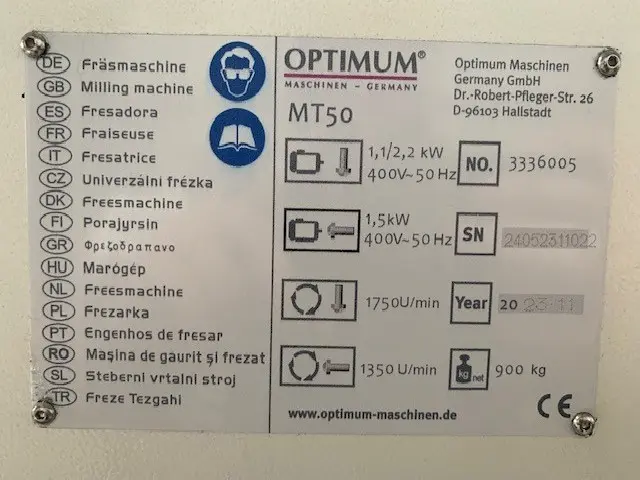 DE Fräsmaschine
GB Milling machine
ES Fresadora
FR Fraiseuse
IT Fresatrice
CZ Univerzální frézka
DK Freesmachine
FI Porajyrsin
GR Φρεζοδραπανο
HU Marógép
NL Freesmachine
PL Frezarka
PT Engenhos de fresar
RO Maşina de gaurit şi frezat
SL Steberni vrtalni stroj
TR Freze Tezgahi
OPTIMUM®
MASCHINEN - GERMANY
Optimum Maschinen
Germany GmbH
Dr.-Robert-Pfleger-Str. 26
D-96103 Hallstadt
MT50
1,1/2,2 kW
400V~50 Hz
NO. 3336005
1,5kW
400V~50 Hz
SN 24052311022
1750U/min
Year 20 23-11
1350 U/min
kg net 900 kg
www.optimum-maschinen.de
CE